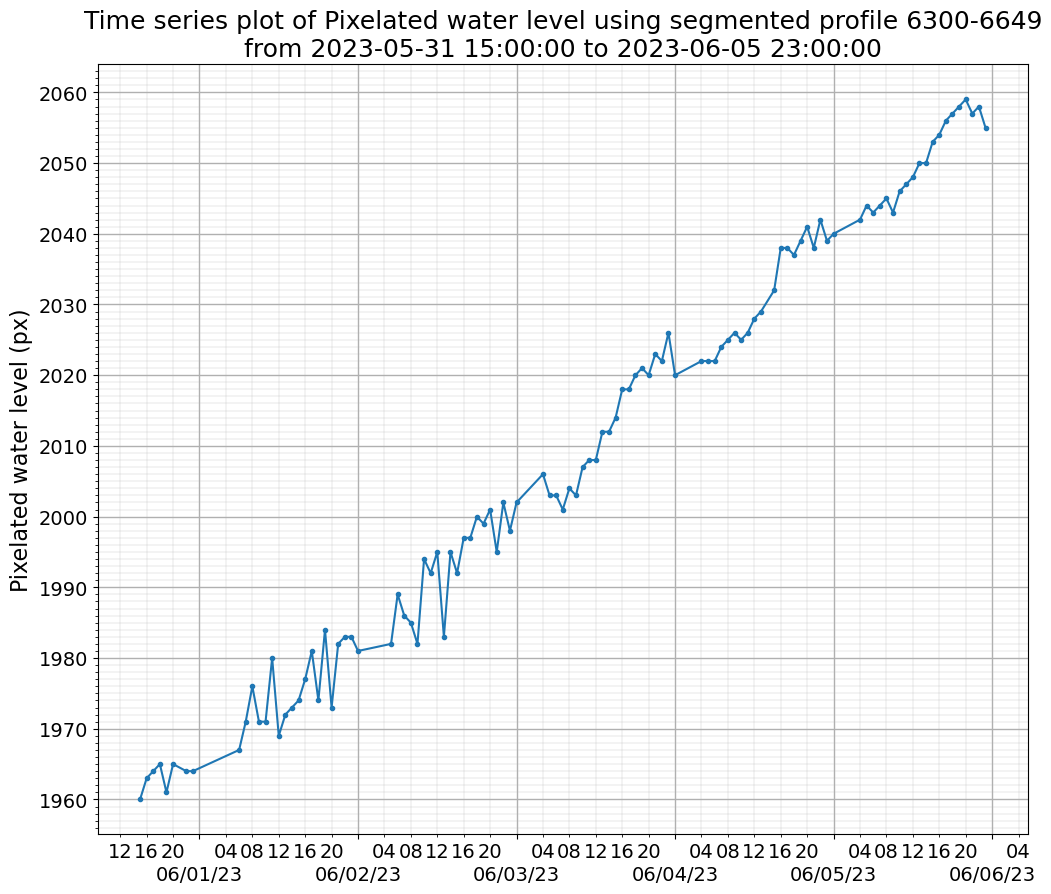 Time series plot of Pixelated water level using segmented profile 6300-6649
from 2023-05-31 15:00:00 to 2023-06-05 23:00:00
Pixelated water level (px)
2060
2050
2040
2030
2020
2010
2000
1990
1980
1970
1960
12 16 20 04 08 12 16 20 04 08 12 16 20 04 08 12 16 20 04 08 12 16 20 04 08 12 16 20 04
06/01/23 06/02/23 06/03/23 06/04/23 06/05/23 06/06/23